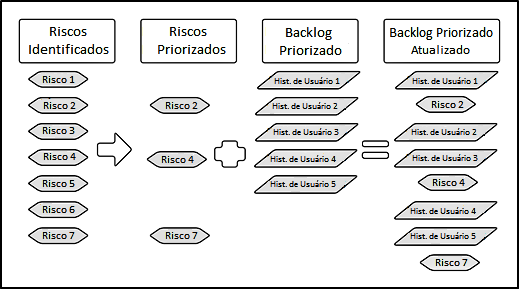 Riscos
Identificados
Risco 1
Risco 2
Risco 3
Risco 4
Risco 5
Risco 6
Risco 7
Riscos
Priorizados
Risco 2
Risco 4
Risco 7
Backlog
Priorizado
Hist. de Usuário 1
Hist. de Usuário 2
Hist. de Usuário 3
Hist. de Usuário 4
Hist. de Usuário 5
Backlog Priorizado
Atualizado
Hist. de Usuário 1
Risco 2
Hist. de Usuário 2
Hist. de Usuário 3
Risco 4
Hist. de Usuário 4
Hist. de Usuário 5
Risco 7